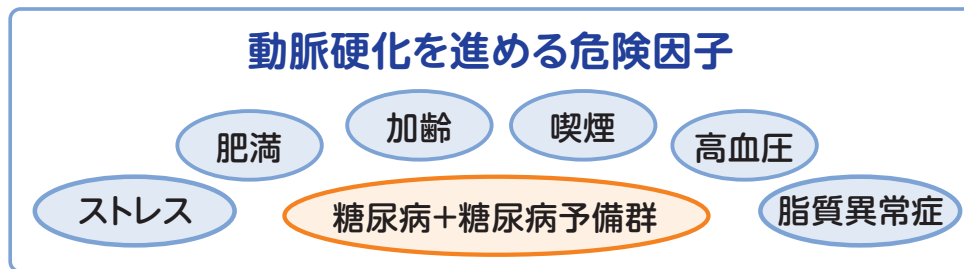 動脈硬化を進める危険因子
加齢
喫煙
肥満
高血圧
ストレス
糖尿病+糖尿病予備群
脂質異常症